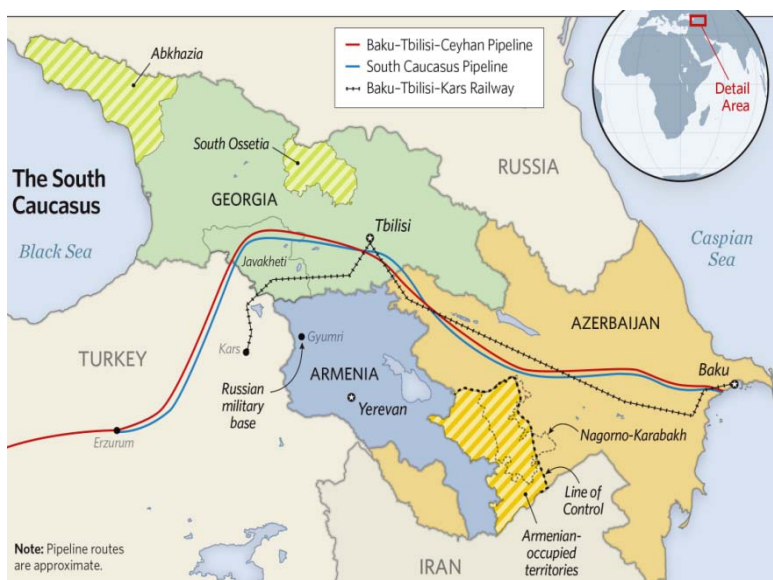 Abkhazia
Baku–Tbilisi–Ceyhan Pipeline
South Caucasus Pipeline
Baku–Tbilisi–Kars Railway
Detail
Area
South Ossetia
RUSSIA
The South
Caucasus
GEORGIA
Tbilisi
Black Sea
Caspian
Sea
Javakheti
AZERBAIJAN
TURKEY
Kars
Gyumri
Baku
ARMENIA
Russian
military
base
Yerevan
Erzurum
Nagorno-Karabakh
Line of
Control
Armenian-
occupied
territories
Note: Pipeline routes
are approximate.
IRAN